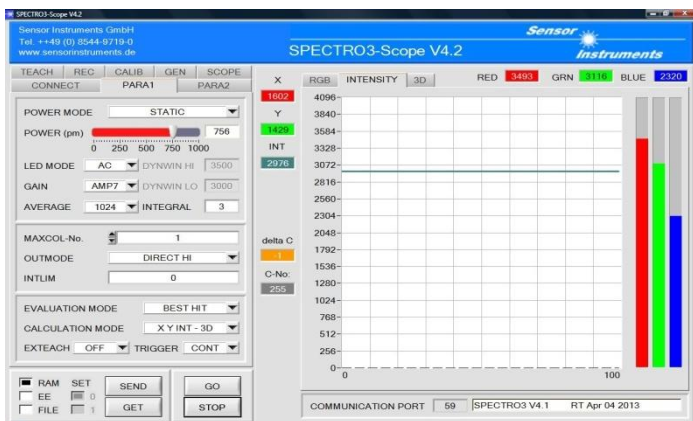 SPECTRO3-Scope V4.2
Sensor Instruments GmbH
Tel. ++49 (0) 8544-9719-0
www.sensorinstruments.de
SPECTRO3-Scope V4.2
Sensor Instruments
TEACH REC CALIB GEN SCOPE
CONNECT PARA1 PARA2
POWER MODE STATIC
POWER (pm) 756
0 250 500 750 1000
LED MODE AC DYNWIN HI 3500
GAIN AMP7 DYNWIN LO 3000
AVERAGE 1024 INTEGRAL 3
MAXCOL-No. 1
OUTMODE DIRECT HI
INTLIM 0
EVALUATION MODE BEST HIT
CALCULATION MODE X Y INT - 3D
EXTEACH OFF TRIGGER CONT
RAM SET SEND GO
EE 0
FILE 1 GET STOP
X
1602
Y
1429
INT
2976
delta C
-1
C-No:
255
RGB INTENSITY 3D RED 3493 GRN 3116 BLUE 2320
4096
3840
3584
3328
3072
2816
2560
2304
2048
1792
1536
1280
1024
768
512
256
0
0 100
COMMUNICATION PORT 59 SPECTRO3 V4.1 RT Apr 04 2013